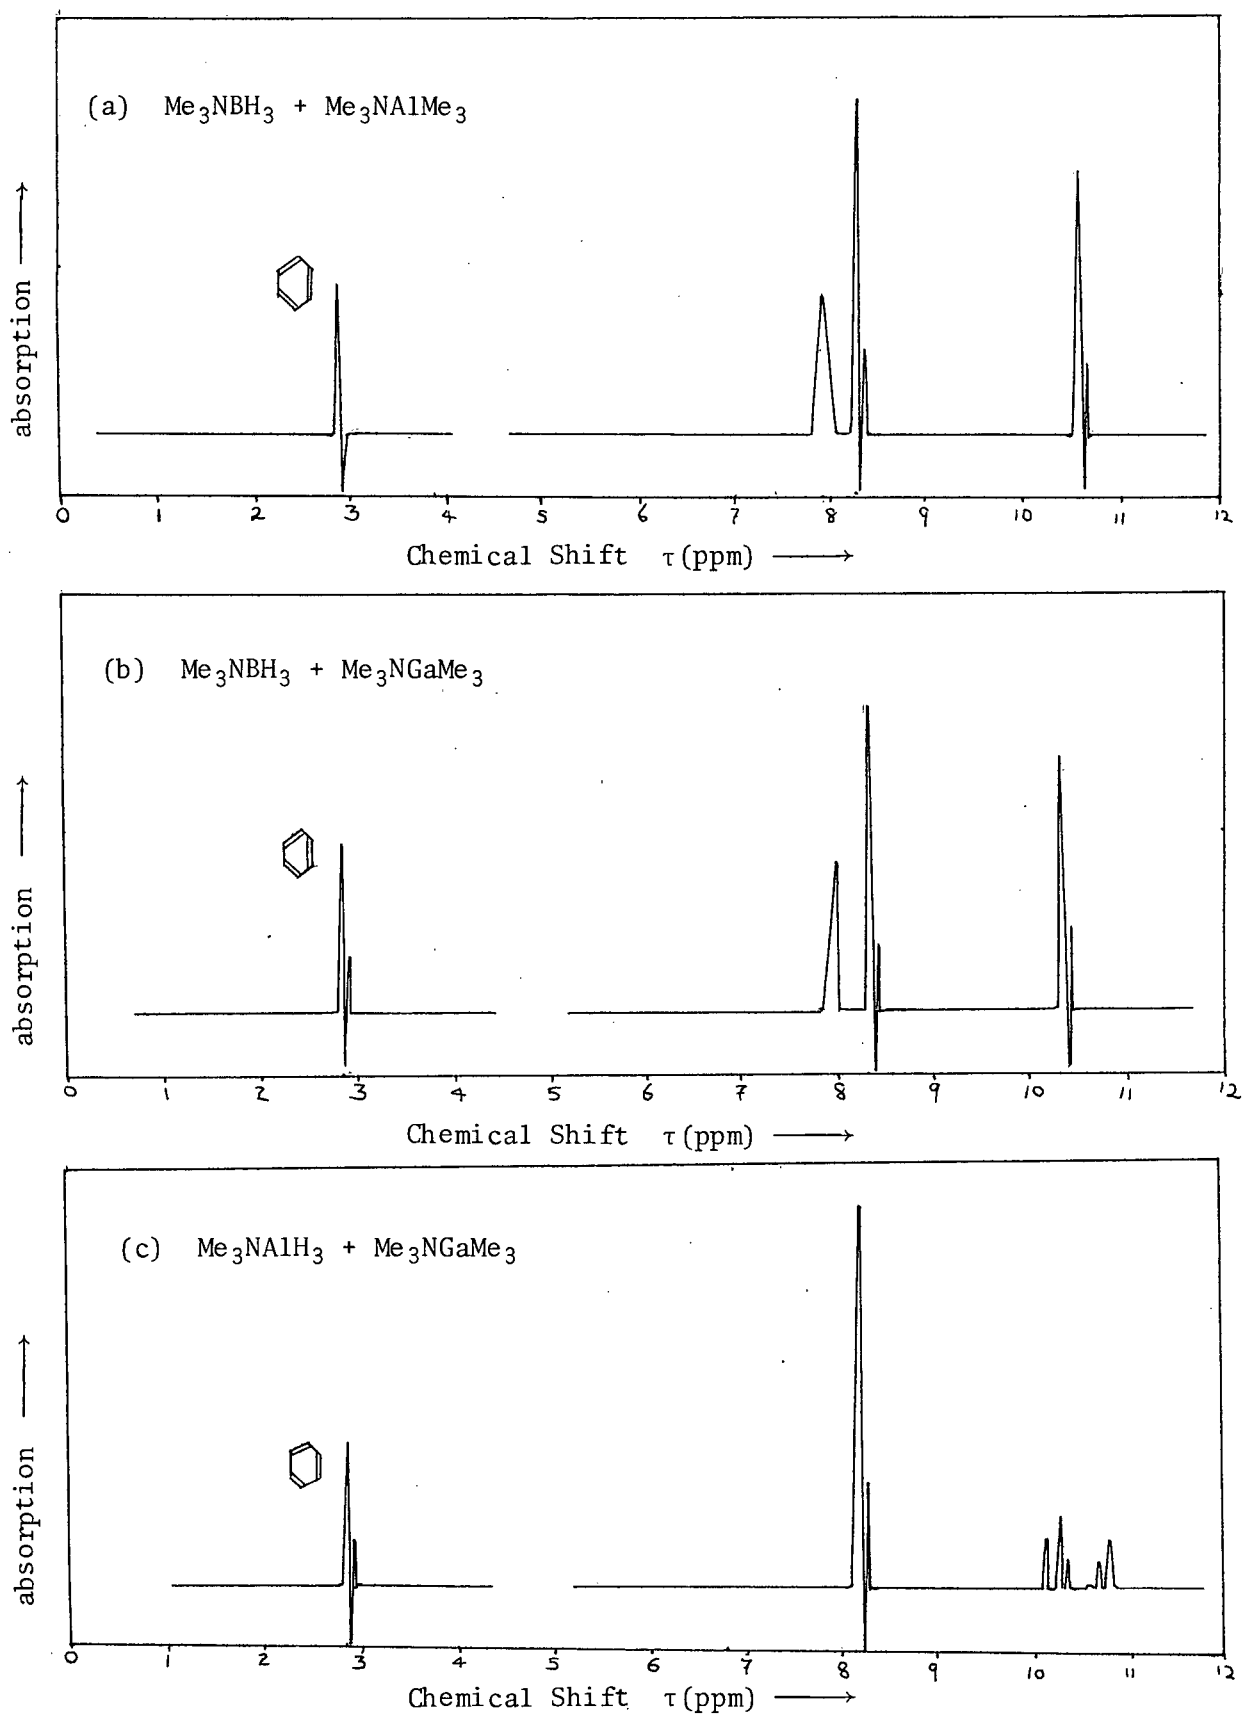 (a) Me3NBH3 + Me3NAlMe3
absorption →
0 1 2 3 4 5 6 7 8 9 10 11 12
Chemical Shift τ(ppm) →
(b) Me3NBH3 + Me3NGaMe3
absorption →
0 1 2 3 4 5 6 7 8 9 10 11 12
Chemical Shift τ(ppm) →
(c) Me3NAlH3 + Me3NGaMe3
absorption →
0 1 2 3 4 5 6 7 8 9 10 11 12
Chemical Shift τ(ppm) →